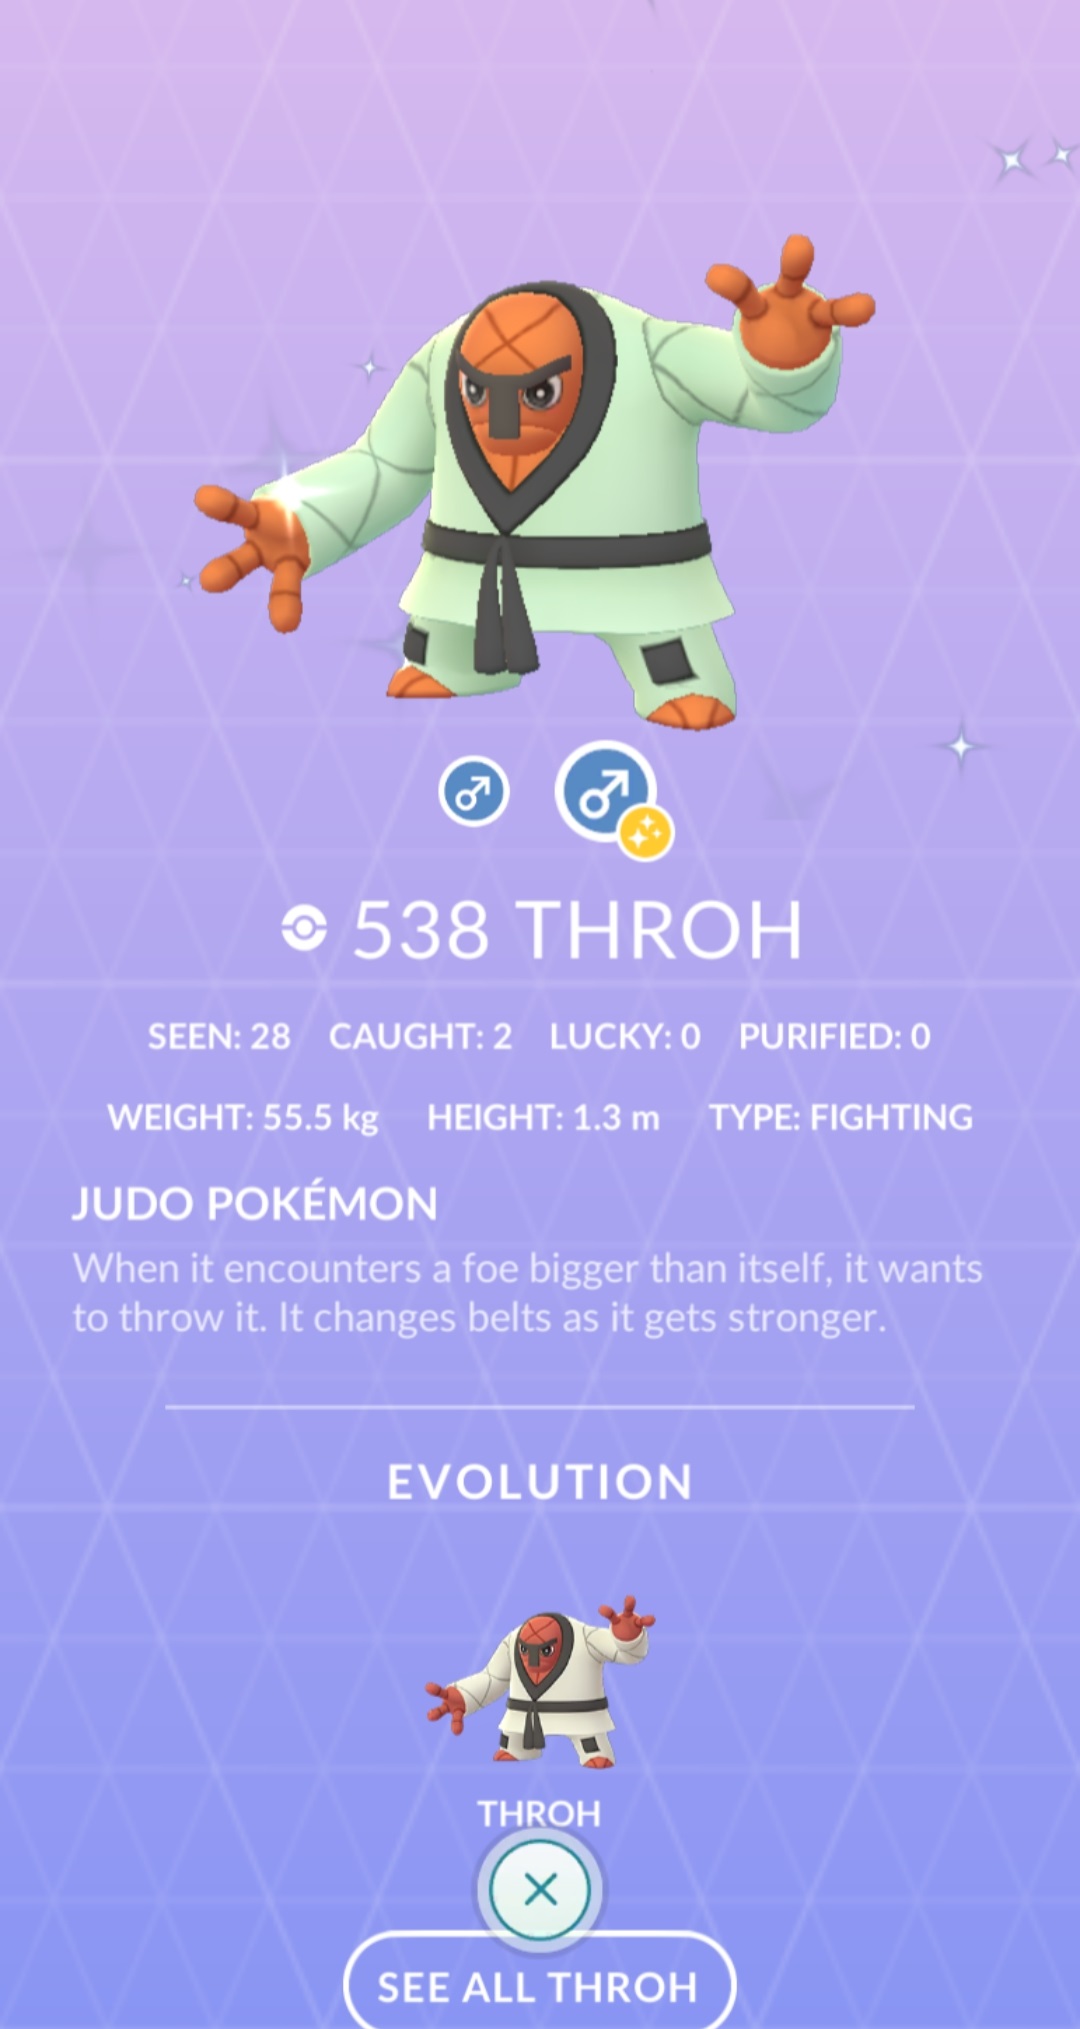 538 THROH
SEEN: 28 CAUGHT: 2 LUCKY: 0 PURIFIED: 0
WEIGHT: 55.5 kg HEIGHT: 1.3 m TYPE: FIGHTING
JUDO POKÉMON
When it encounters a foe bigger than itself, it wants
to throw it. It changes belts as it gets stronger.
EVOLUTION
THROH
SEE ALL THROH